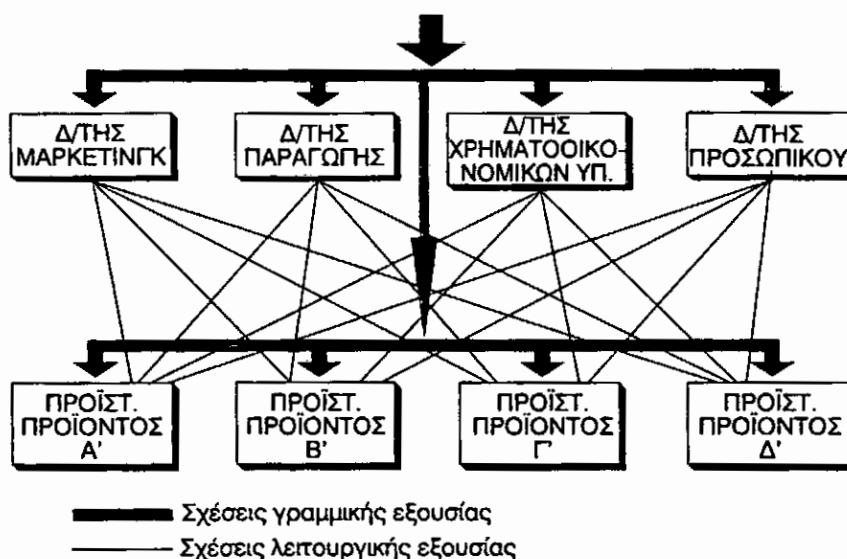 Δ/ΤΗΣ
ΜΑΡΚΕΤΙΝΓΚ
Δ/ΤΗΣ
ΠΑΡΑΓΩΓΗΣ
Δ/ΤΗΣ
ΧΡΗΜΑΤΟΟΙΚΟ-
ΝΟΜΙΚΩΝ ΥΠ.
Δ/ΤΗΣ
ΠΡΟΣΩΠΙΚΟΥ
ΠΡΟΪΣΤ.
ΠΡΟΪΟΝΤΟΣ
Α'
ΠΡΟΪΣΤ.
ΠΡΟΪΟΝΤΟΣ
Β'
ΠΡΟΪΣΤ.
ΠΡΟΪΟΝΤΟΣ
Γ'
ΠΡΟΪΣΤ.
ΠΡΟΪΟΝΤΟΣ
Δ'
Σχέσεις γραμμικής εξουσίας
Σχέσεις λειτουργικής εξουσίας